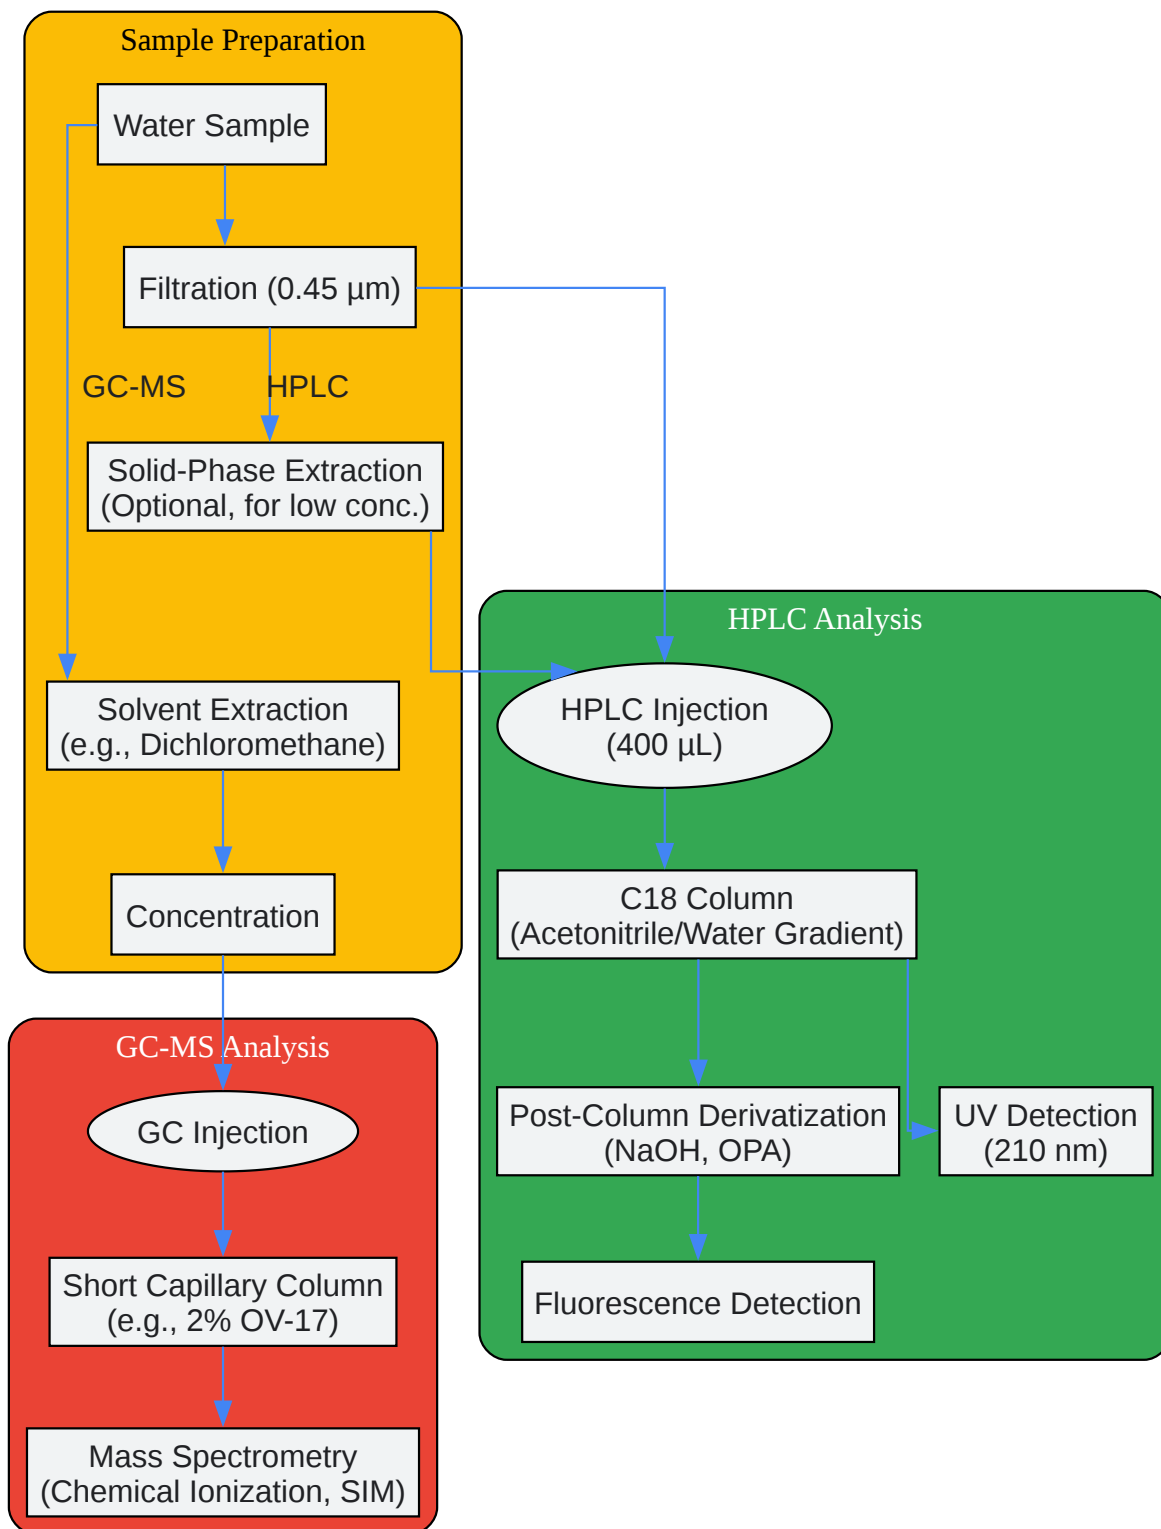 Sample Preparation
Water Sample
Filtration (0.45 µm)
GC-MS
HPLC
Solid-Phase Extraction
(Optional, for low conc.)
Solvent Extraction
(e.g., Dichloromethane)
Concentration
HPLC Analysis
HPLC Injection
(400 µL)
C18 Column
(Acetonitrile/Water Gradient)
Post-Column Derivatization
(NaOH, OPA)
UV Detection
(210 nm)
Fluorescence Detection
GC-MS Analysis
GC Injection
Short Capillary Column
(e.g., 2% OV-17)
Mass Spectrometry
(Chemical Ionization, SIM)